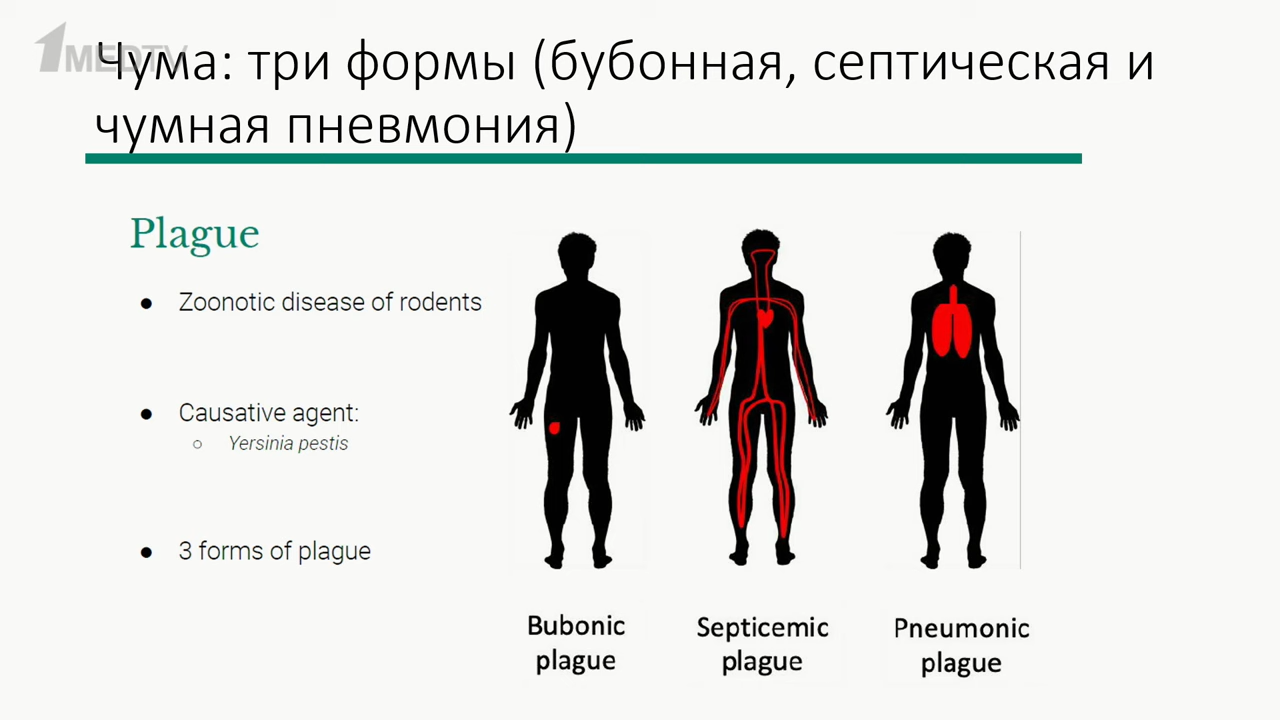 1MEDTV
Чума: три формы (бубонная, септическая и
чумная пневмония)
Plague
● Zoonotic disease of rodents
● Causative agent:
○ Yersinia pestis
● 3 forms of plague
Bubonic
plague
Septicemic
plague
Pneumonic
plague